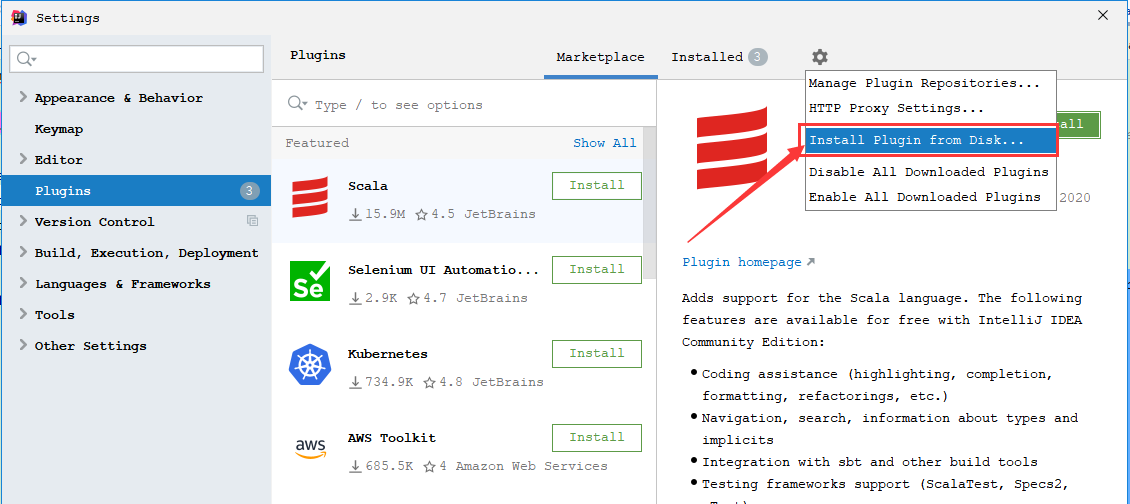 Settings
Plugins
Marketplace
Installed 3
Manage Plugin Repositories...
HTTP Proxy Settings...
Install Plugin from Disk...
Disable All Downloaded Plugins
Enable All Downloaded Plugins
Appearance & Behavior
Keymap
Editor
Plugins 3
Version Control
Build, Execution, Deployment
Languages & Frameworks
Tools
Other Settings
Type / to see options
Featured Show All
Scala Install
15.9M 4.5 JetBrains
Selenium UI Automatio... Install
Se
2.9K 4.7 JetBrains
Kubernetes Install
734.9K 4.8 JetBrains
AWS Toolkit Install
aws
685.5K 4 Amazon Web Services
all
2020
Plugin homepage
Adds support for the Scala language. The following
features are available for free with IntelliJ IDEA
Community Edition:
Coding assistance (highlighting, completion,
formatting, refactorings, etc.)
Navigation, search, information about types and
implicits
Integration with sbt and other build tools
Testing frameworks support (ScalaTest, Specs2,